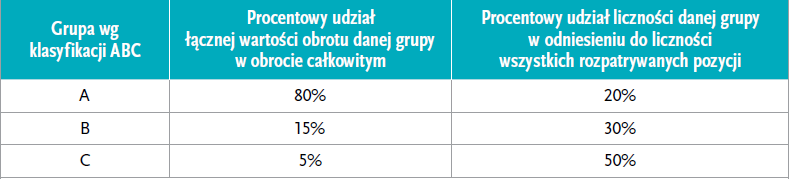 Grupa wg
klasyfikacji ABC
Procentowy udział
łącznej wartości obrotu danej grupy
w obrocie całkowitym
Procentowy udział liczności danej grupy
w odniesieniu do liczności
wszystkich rozpatrywanych pozycji
A 80% 20%
B 15% 30%
C 5% 50%